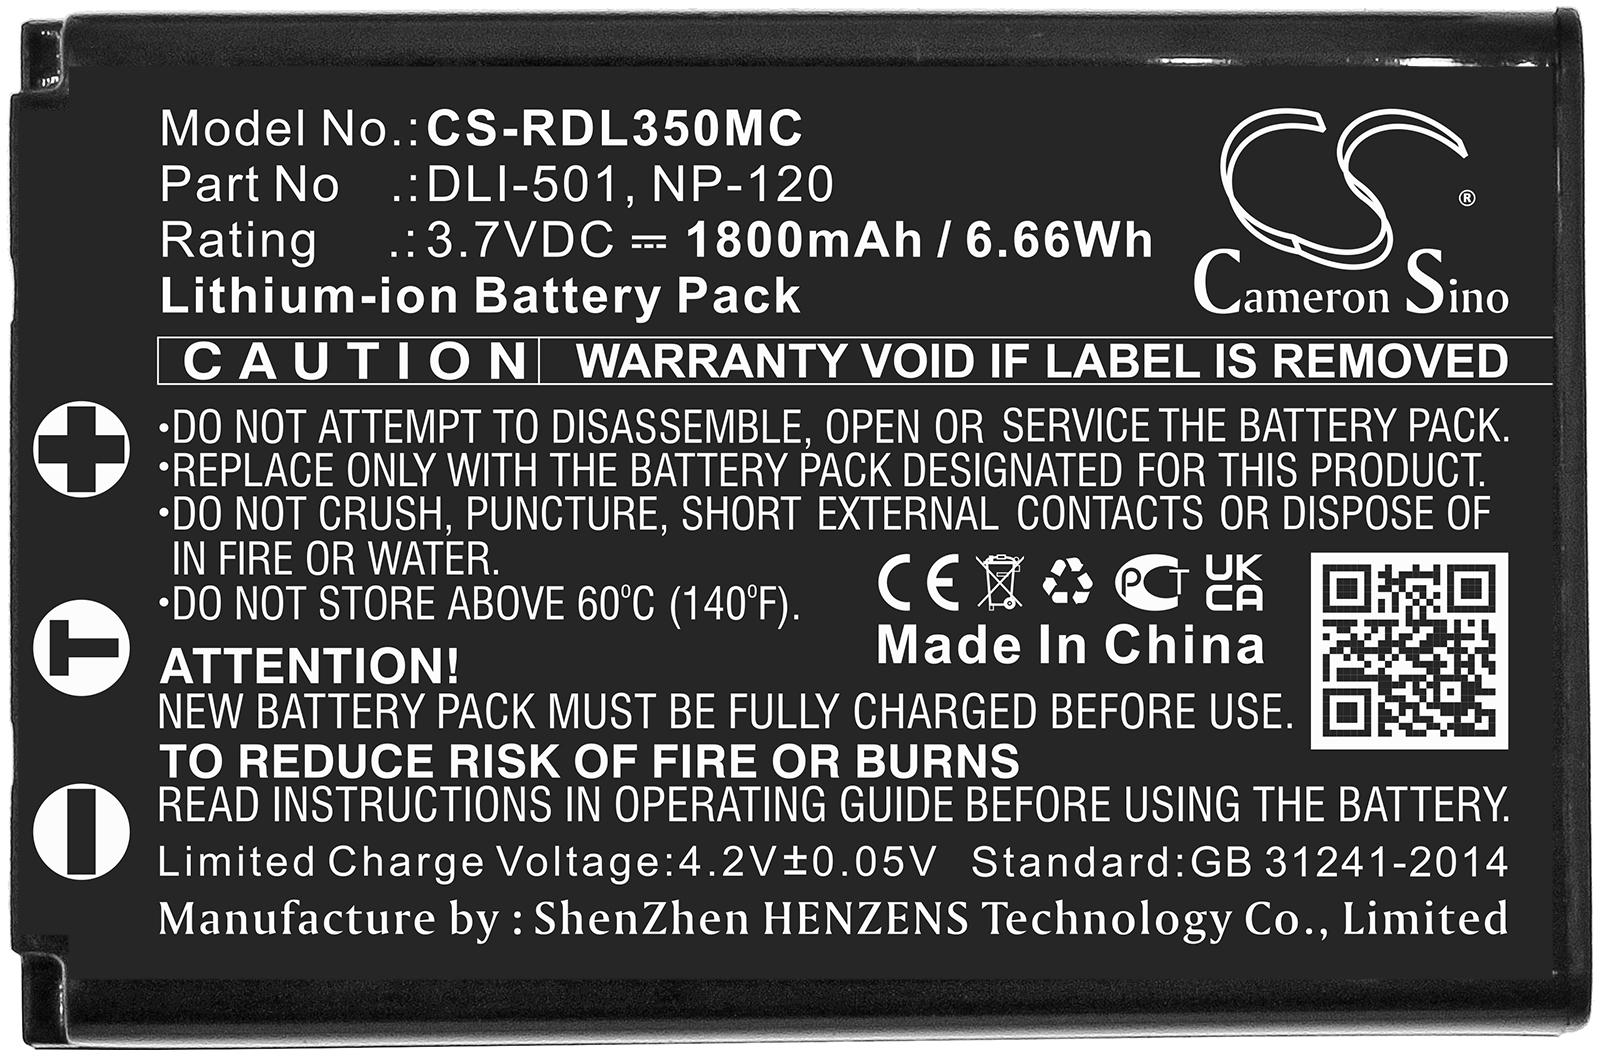 Model No.:CS-RDL350MC
Part No .:DLI-501, NP-120
Rating .:3.7VDC ⎓ 1800mAh / 6.66Wh
Lithium-ion Battery Pack
®
Cameron Sino
CAUTION WARRANTY VOID IF LABEL IS REMOVED
•DO NOT ATTEMPT TO DISASSEMBLE, OPEN OR SERVICE THE BATTERY PACK.
•REPLACE ONLY WITH THE BATTERY PACK DESIGNATED FOR THIS PRODUCT.
•DO NOT CRUSH, PUNCTURE, SHORT EXTERNAL CONTACTS OR DISPOSE OF
IN FIRE OR WATER.
•DO NOT STORE ABOVE 60°C (140°F).
CE PCT UK
CA
Made In China
ATTENTION!
NEW BATTERY PACK MUST BE FULLY CHARGED BEFORE USE.
TO REDUCE RISK OF FIRE OR BURNS
READ INSTRUCTIONS IN OPERATING GUIDE BEFORE USING THE BATTERY.
Limited Charge Voltage:4.2V±0.05V Standard:GB 31241-2014
Manufacture by : ShenZhen HENZENS Technology Co., Limited
+
T
-